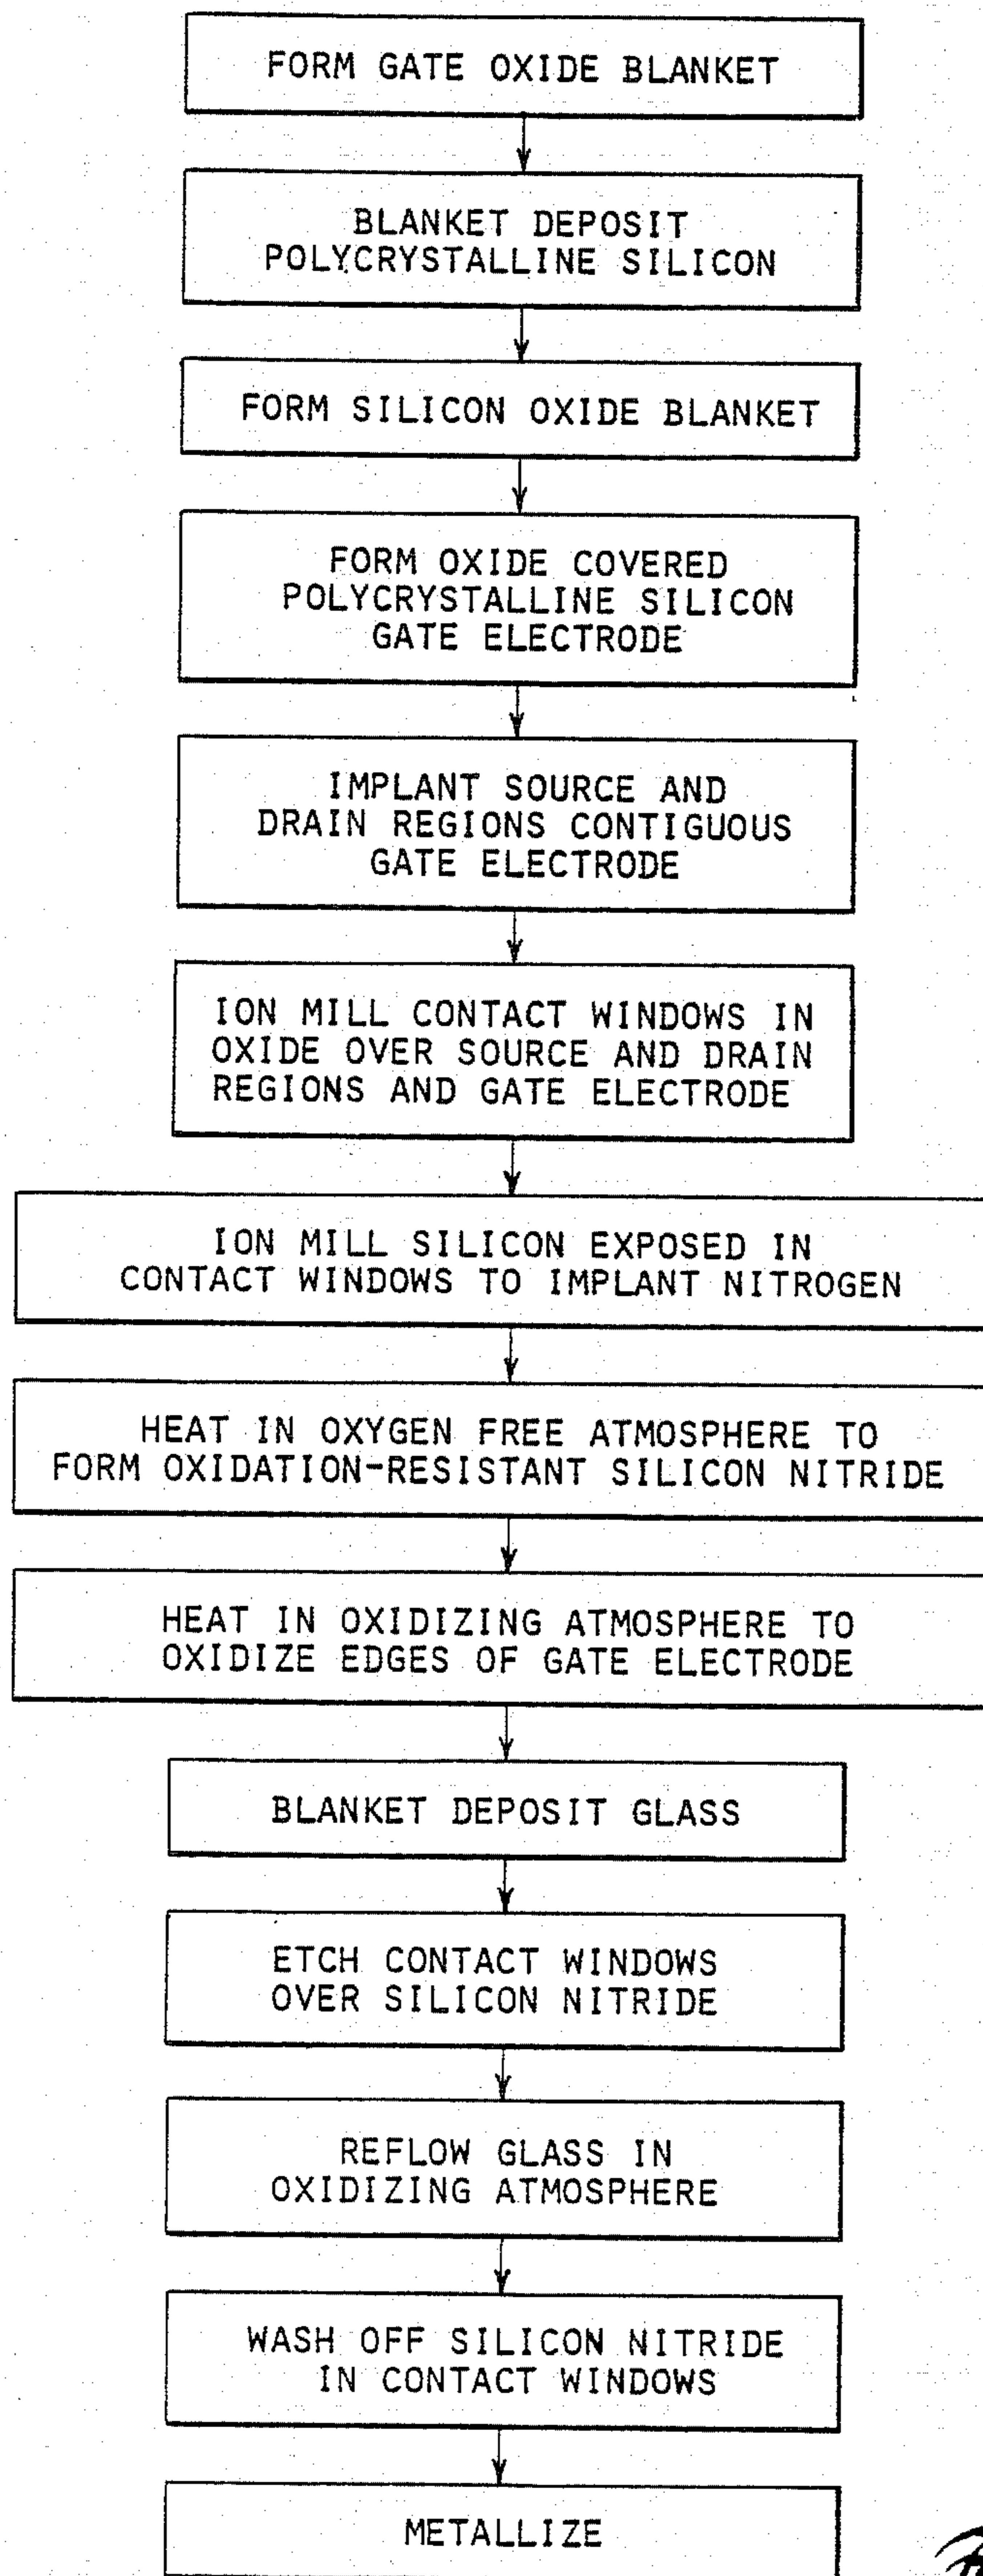 FORM GATE OXIDE BLANKET
BLANKET DEPOSIT
POLYCRYSTALLINE SILICON
FORM SILICON OXIDE BLANKET
FORM OXIDE COVERED
POLYCRYSTALLINE SILICON
GATE ELECTRODE
IMPLANT SOURCE AND
DRAIN REGIONS CONTIGUOUS
GATE ELECTRODE
ION MILL CONTACT WINDOWS IN
OXIDE OVER SOURCE AND DRAIN
REGIONS AND GATE ELECTRODE
ION MILL SILICON EXPOSED IN
CONTACT WINDOWS TO IMPLANT NITROGEN
HEAT IN OXYGEN FREE ATMOSPHERE TO
FORM OXIDATION-RESISTANT SILICON NITRIDE
HEAT IN OXIDIZING ATMOSPHERE TO
OXIDIZE EDGES OF GATE ELECTRODE
BLANKET DEPOSIT GLASS
ETCH CONTACT WINDOWS
OVER SILICON NITRIDE
REFLOW GLASS IN
OXIDIZING ATMOSPHERE
WASH OFF SILICON NITRIDE
IN CONTACT WINDOWS
METALLIZE